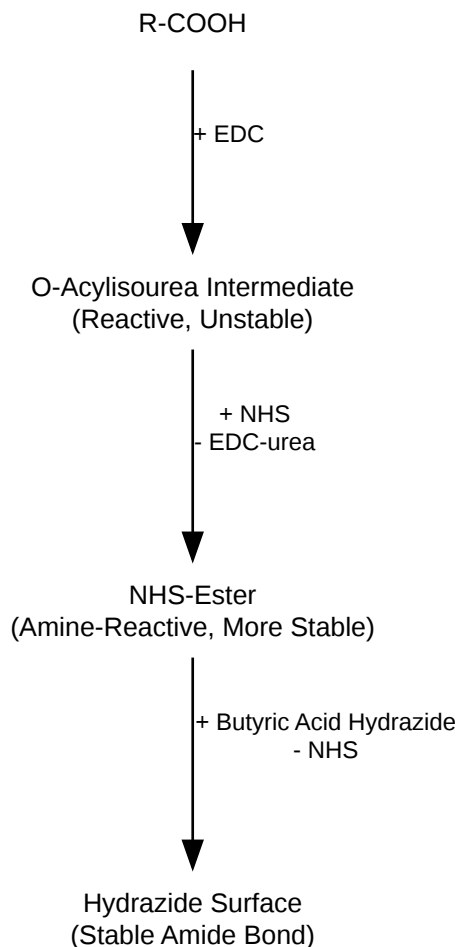 R-COOH
+ EDC
O-Acylisourea Intermediate
(Reactive, Unstable)
+ NHS
- EDC-urea
NHS-Ester
(Amine-Reactive, More Stable)
+ Butyric Acid Hydrazide
- NHS
Hydrazide Surface
(Stable Amide Bond)